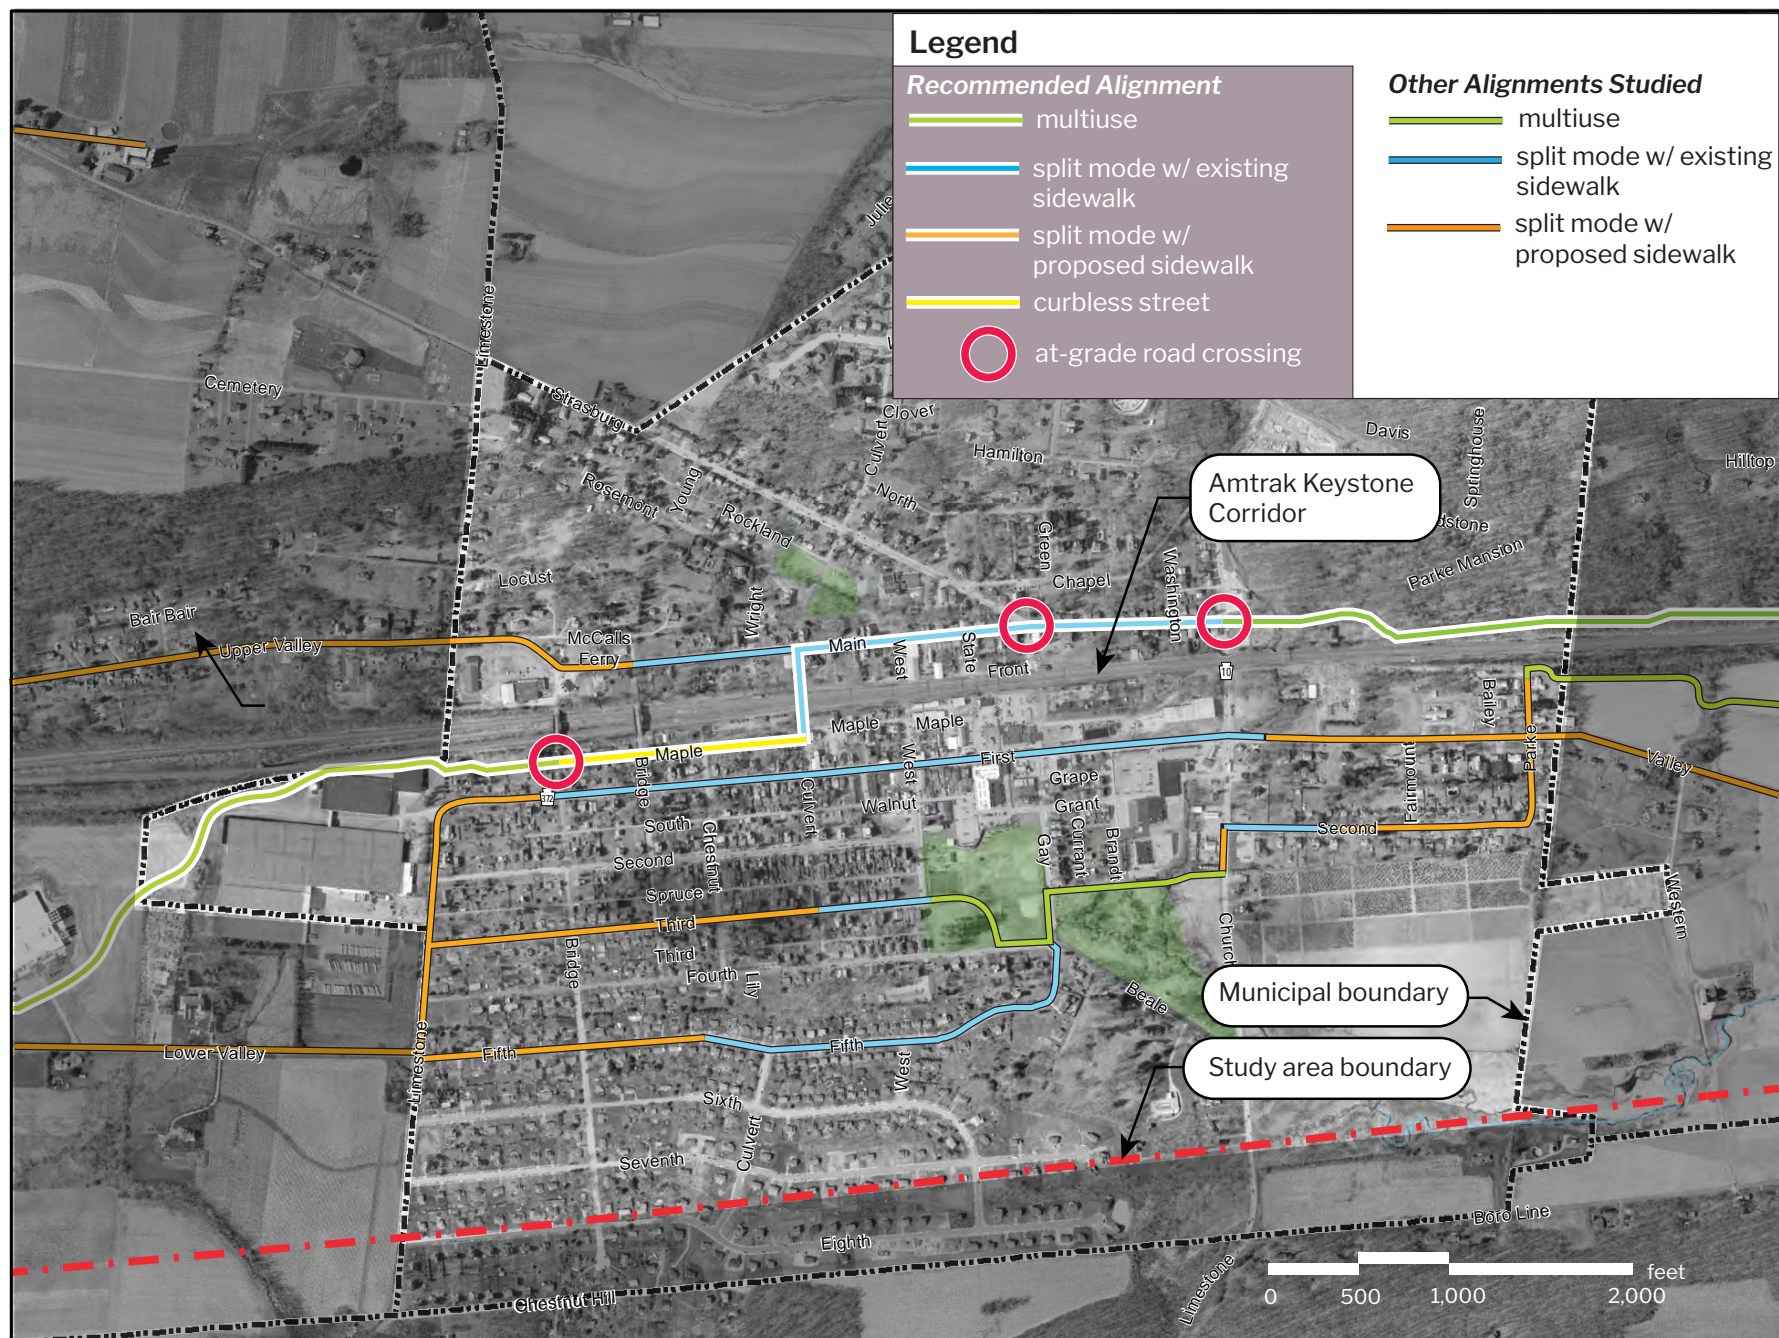 Legend
Recommended Alignment
multiuse
split mode w/ existing
sidewalk
split mode w/
proposed sidewalk
curbless street
at-grade road crossing
Other Alignments Studied
multiuse
split mode w/ existing
sidewalk
split mode w/
proposed sidewalk
Julie
Limestone
Cemetery
Strasburg
Clover
Culvert
Hamilton
Davis
Springhouse
Hilltop
Amtrak Keystone
Corridor
Rosemont
Young
Rockland
North
Green
dstone
Parke Mansion
Locust
Wright
Chapel
Washington
Bair Bair
Upper Valley
McCalls
Ferry
Main
West
State
Front
10
Bailey
Maple
Maple
Maple
Bridge
West
First
Fairmount
Parke
Valley
372
Culvert
Walnut
Grape
Grant
South
Chestnut
Second
Gay
Currant
Brandt
Second
Spruce
Third
Third
Bridge
Fourth
Lily
Church
Western
Beale
Municipal boundary
Limestone
Lower Valley
Fifth
Fifth
West
Study area boundary
Sixth
Culvert
Seventh
Eighth
Boro Line
Limestone
Chestnut Hill
feet
0 500 1,000 2,000